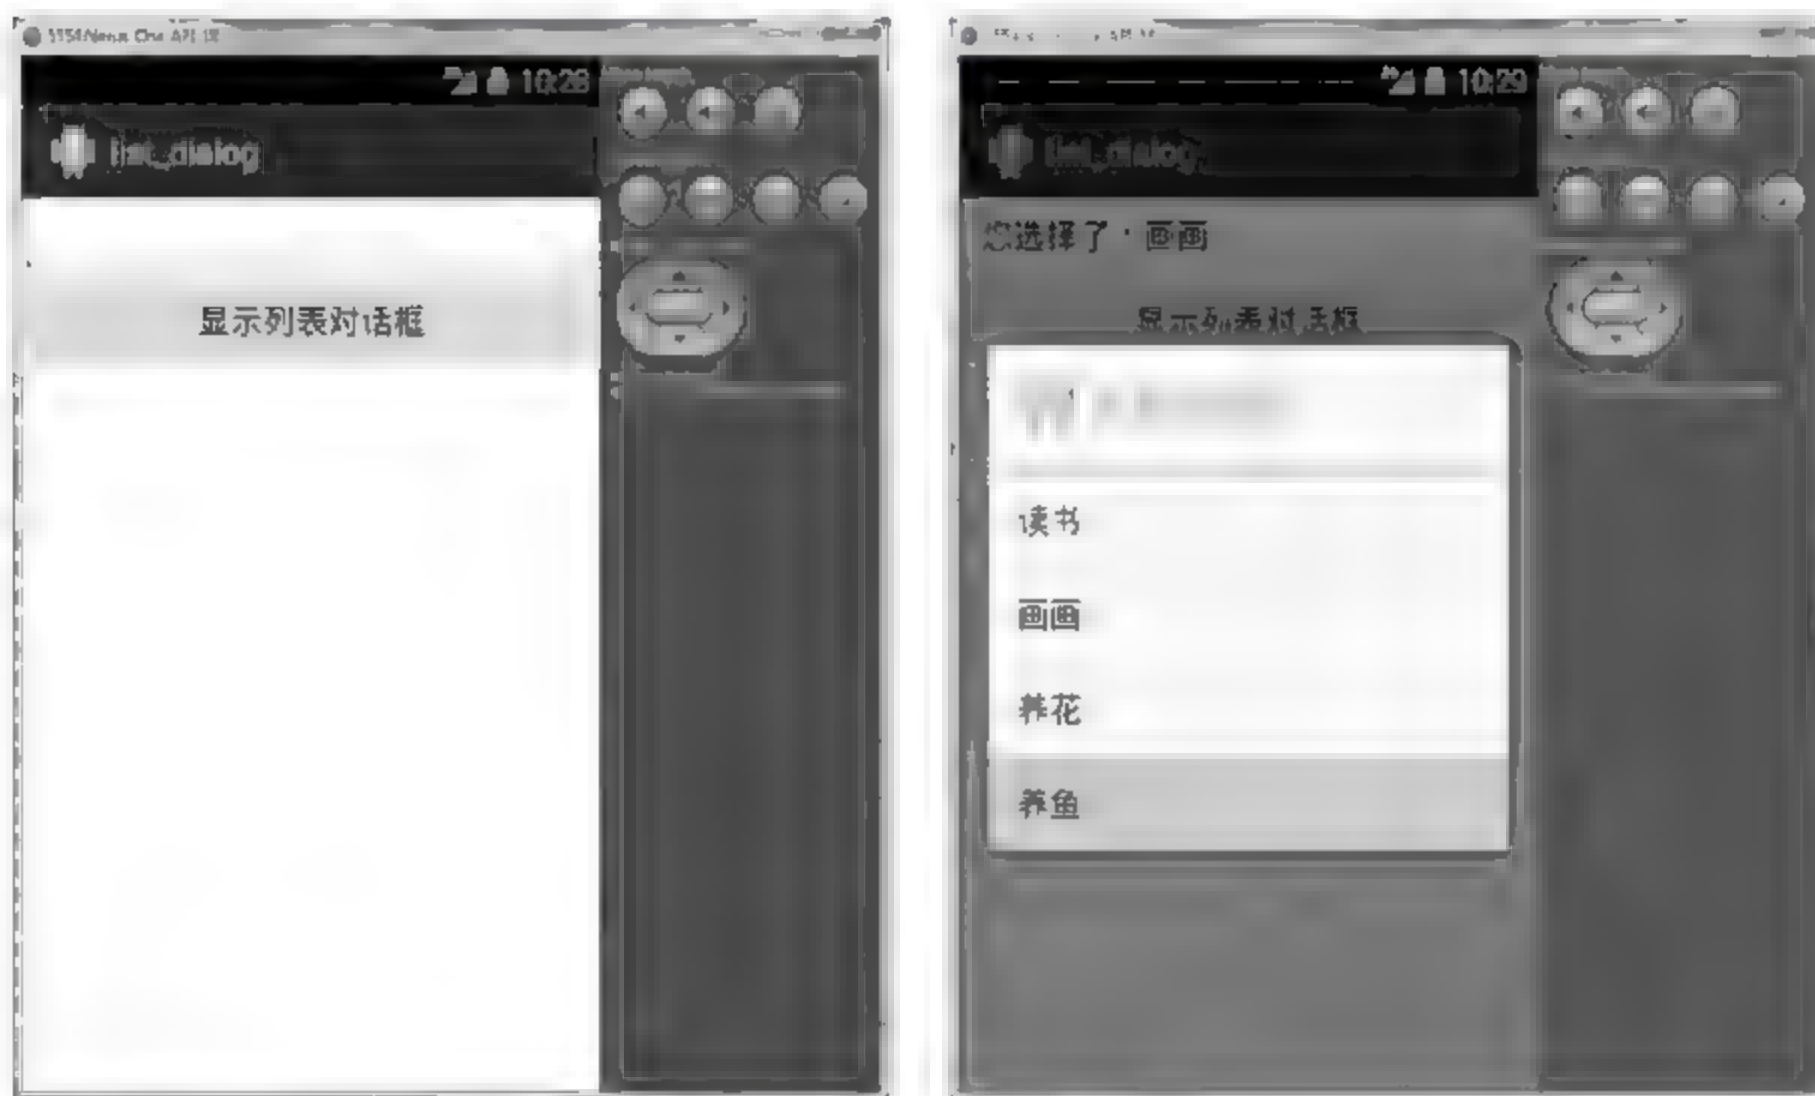 10:28
list_dialog
显示列表对话框
10:29
list_dialog
您选择了：画画
显示列表对话框
读书
画画
养花
养鱼